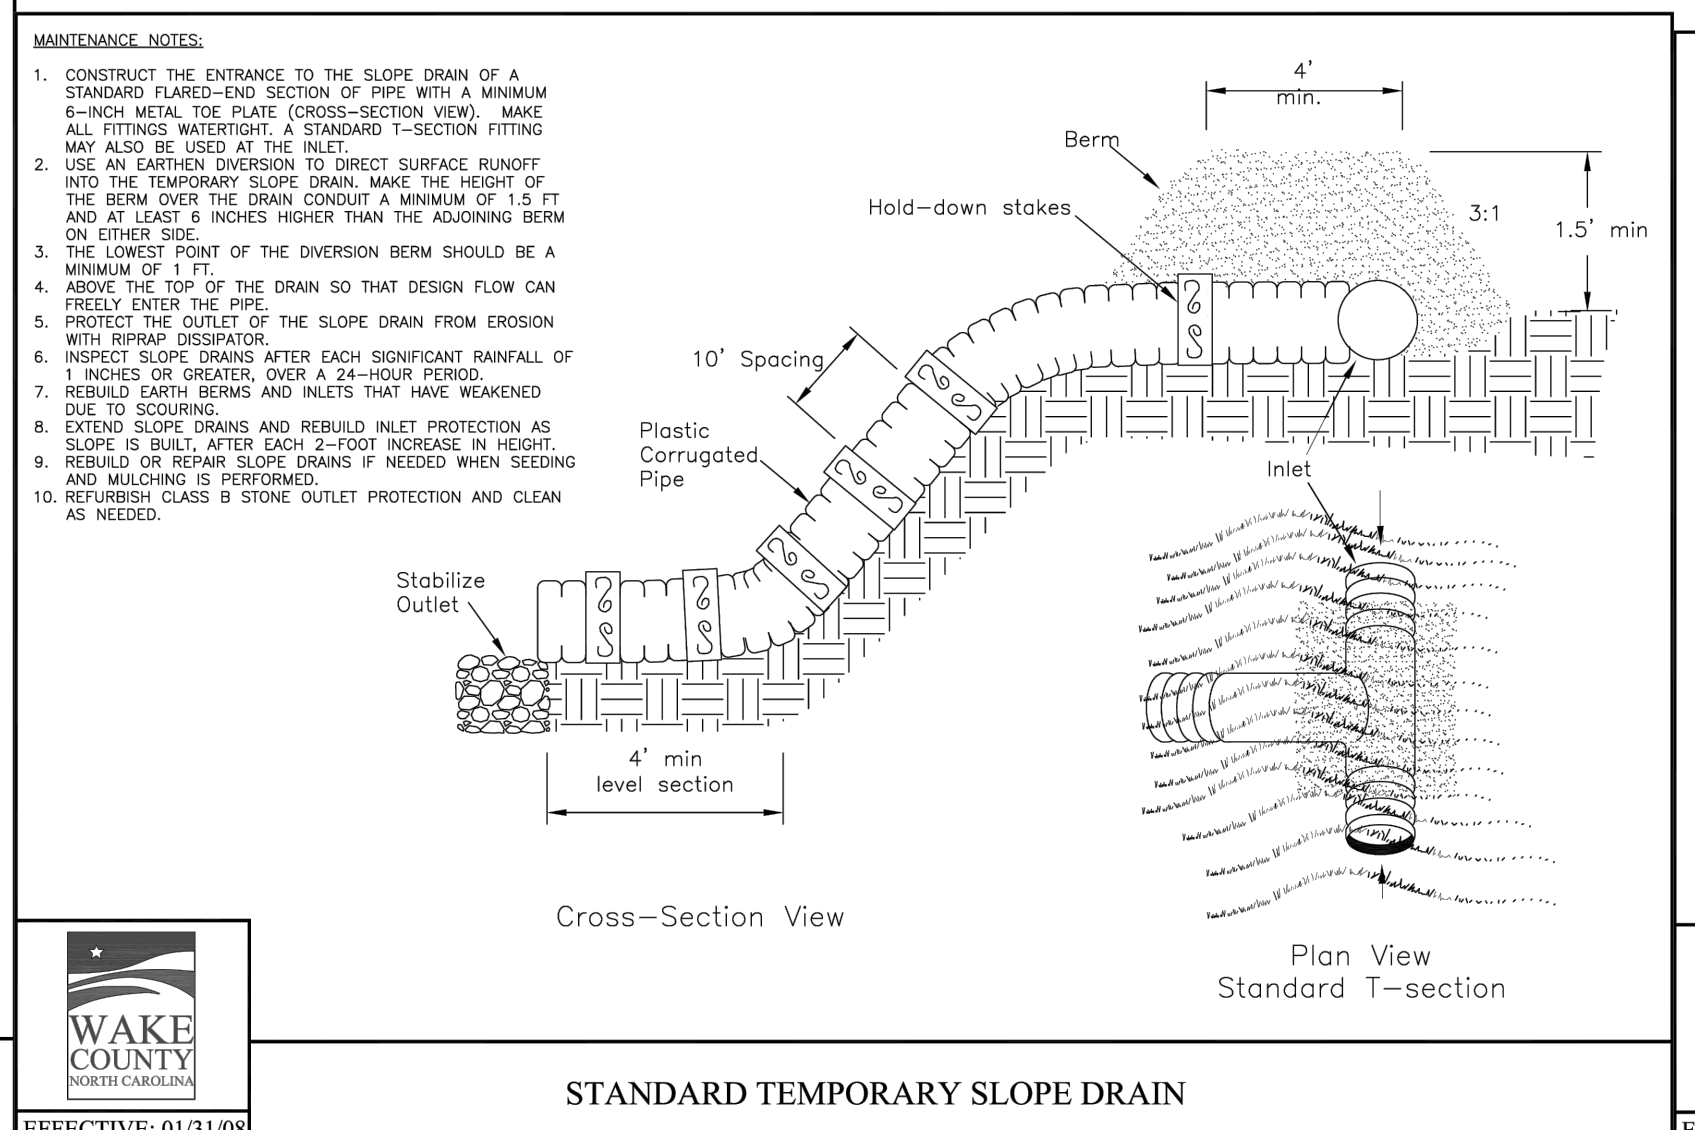 MAINTENANCE NOTES:
1. CONSTRUCT THE ENTRANCE TO THE SLOPE DRAIN OF A
STANDARD FLARED-END SECTION OF PIPE WITH A MINIMUM
6-INCH METAL TOE PLATE (CROSS-SECTION VIEW). MAKE
ALL FITTINGS WATERTIGHT. A STANDARD T-SECTION FITTING
MAY ALSO BE USED AT THE INLET.
2. USE AN EARTHEN DIVERSION TO DIRECT SURFACE RUNOFF
INTO THE TEMPORARY SLOPE DRAIN. MAKE THE HEIGHT OF
THE BERM OVER THE DRAIN CONDUIT A MINIMUM OF 1.5 FT
AND AT LEAST 6 INCHES HIGHER THAN THE ADJOINING BERM
ON EITHER SIDE.
3. THE LOWEST POINT OF THE DIVERSION BERM SHOULD BE A
MINIMUM OF 1 FT.
4. ABOVE THE TOP OF THE DRAIN SO THAT DESIGN FLOW CAN
FREELY ENTER THE PIPE.
5. PROTECT THE OUTLET OF THE SLOPE DRAIN FROM EROSION
WITH RIPRAP DISSIPATOR.
6. INSPECT SLOPE DRAINS AFTER EACH SIGNIFICANT RAINFALL OF
1 INCHES OR GREATER, OVER A 24-HOUR PERIOD.
7. REBUILD EARTH BERMS AND INLETS THAT HAVE WEAKENED
DUE TO SCOURING.
8. EXTEND SLOPE DRAINS AND REBUILD INLET PROTECTION AS
SLOPE IS BUILT, AFTER EACH 2-FOOT INCREASE IN HEIGHT.
9. REBUILD OR REPAIR SLOPE DRAINS IF NEEDED WHEN SEEDING
AND MULCHING IS PERFORMED.
10. REFURBISH CLASS B STONE OUTLET PROTECTION AND CLEAN
AS NEEDED.
4'
min.
Berm
Hold-down stakes
3:1
1.5' min
10' Spacing
Plastic
Corrugated
Pipe
Inlet
Stabilize
Outlet
4' min
level section
Cross-Section View
Plan View
Standard T-section
WAKE
COUNTY
NORTH CAROLINA
STANDARD TEMPORARY SLOPE DRAIN
EFFECTIVE: 01/31/08